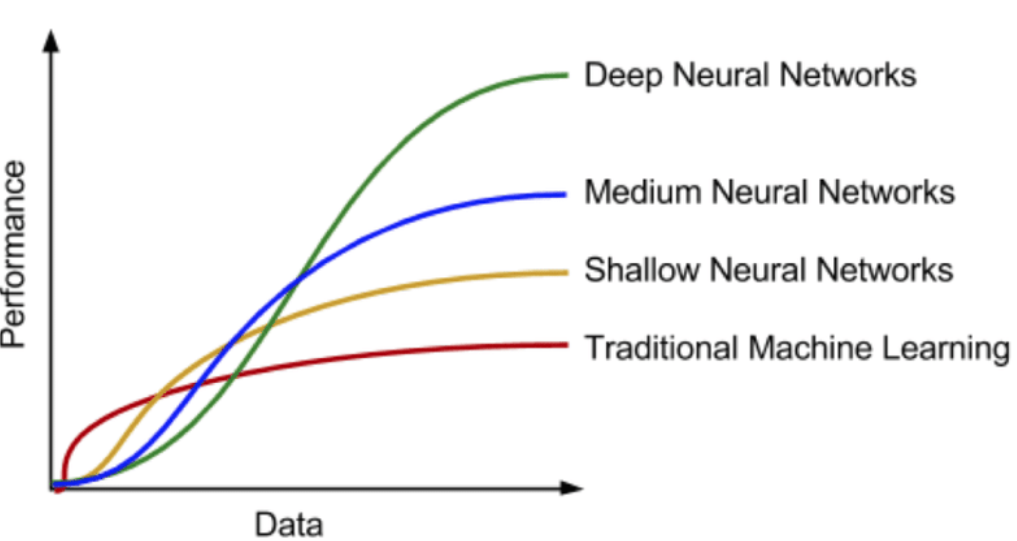 Performance
Deep Neural Networks
Medium Neural Networks
Shallow Neural Networks
Traditional Machine Learning
Data